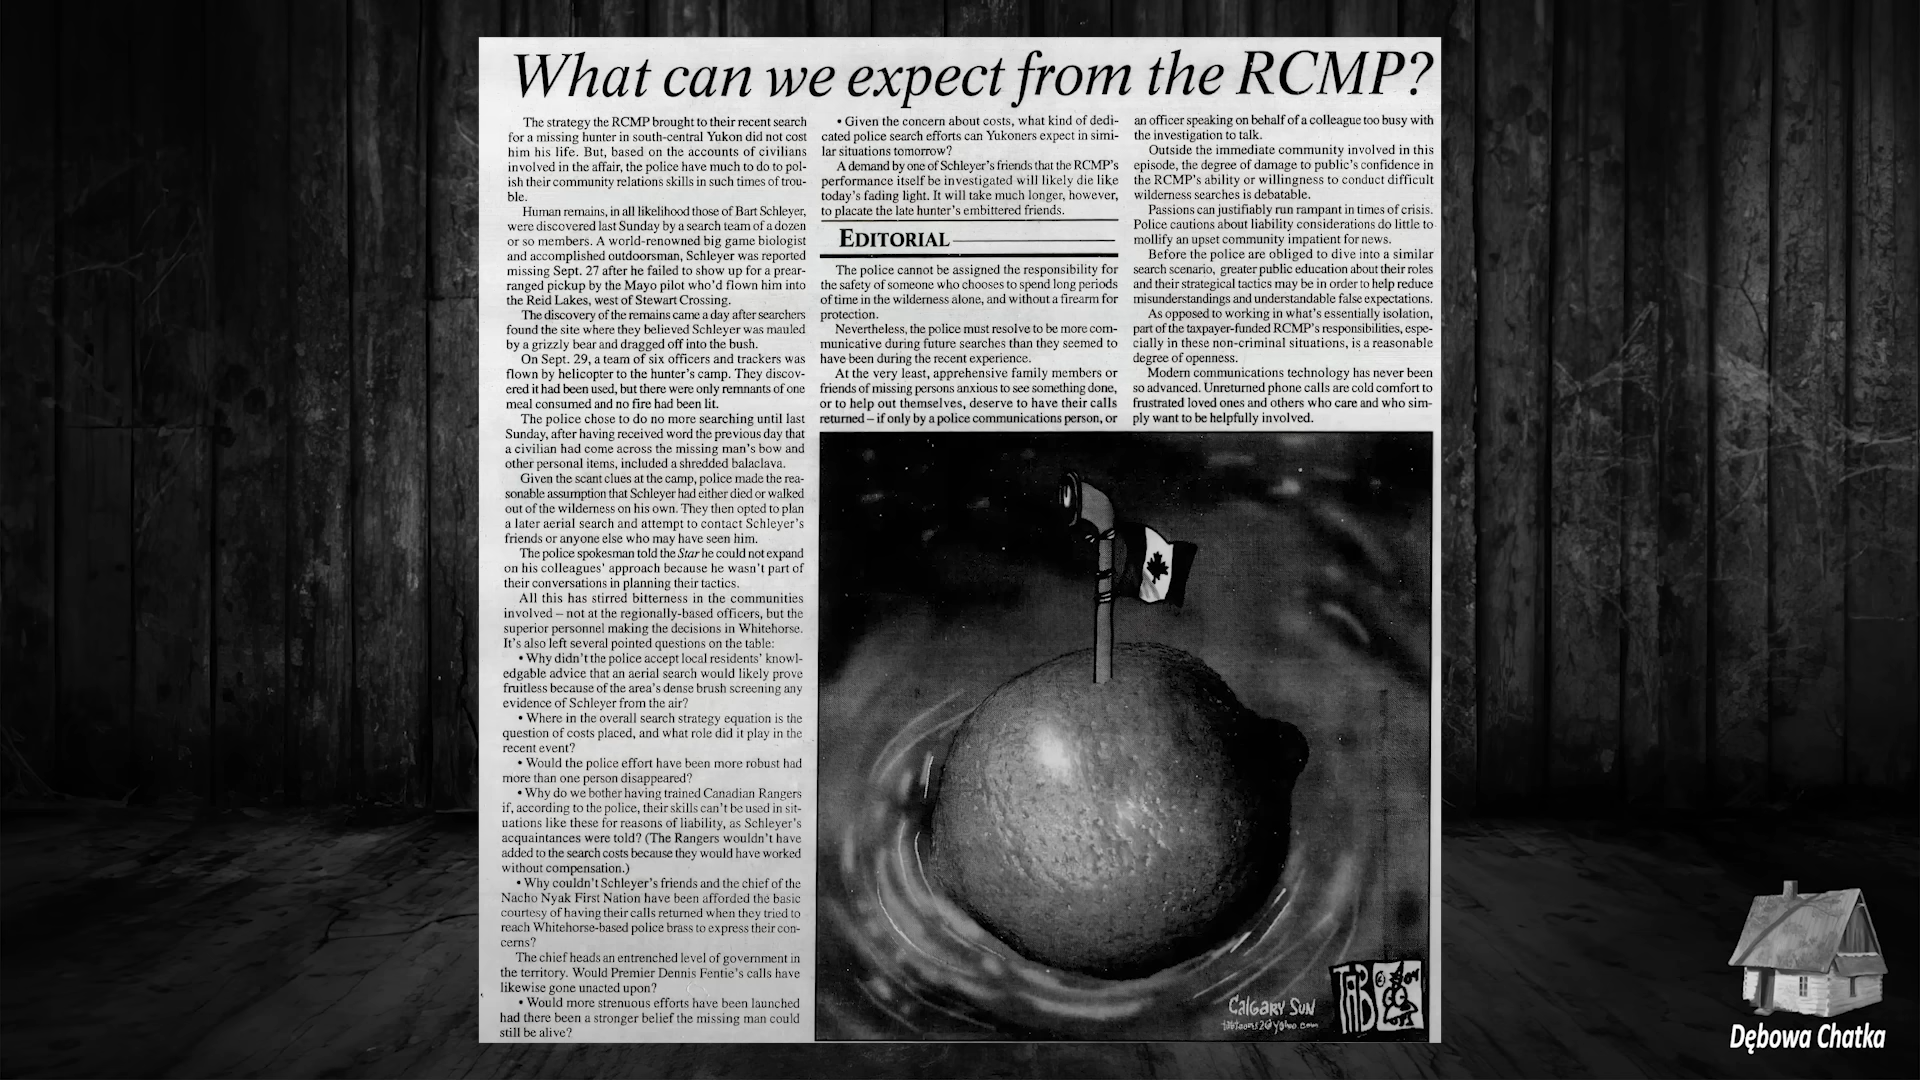 What can we expect from the RCMP?
The strategy the RCMP brought to their recent search
for a missing hunter in south-central Yukon did not cost
him his life. But, based on the accounts of civilians
involved in the affair, the police have much to do to pol-
ish their community relations skills in such times of trou-
ble.
Human remains, in all likelihood those of Bart Schleyer,
were discovered last Sunday by a search team of a dozen
or so members. A world-renowned big game biologist
and accomplished outdoorsman, Schleyer was reported
missing Sept. 27 after he failed to show up for a prear-
ranged pickup by the Mayo pilot who'd flown him into
the Reid Lakes, west of Stewart Crossing.
The discovery of the remains came a day after searchers
found the site where they believed Schleyer was mauled
by a grizzly bear and dragged off into the bush.
On Sept. 29, a team of six officers and trackers was
flown by helicopter to the hunter's camp. They discov-
ered it had been used, but there were only remnants of one
meal consumed and no fire had been lit.
The police chose to do no more searching until last
Sunday, after having received word the previous day that
a civilian had come across the missing man's bow and
other personal items, included a shredded balaclava.
Given the scant clues at the camp, police made the rea-
sonable assumption that Schleyer had either died or walked
out of the wilderness on his own. They then opted to plan
a later aerial search and attempt to contact Schleyer's
friends or anyone else who may have seen him.
The police spokesman told the Star he could not expand
on his colleagues' approach because he wasn't part of
their conversations in planning their tactics.
All this has stirred bitterness in the communities
involved – not at the regionally-based officers, but the
superior personnel making the decisions in Whitehorse.
It's also left several pointed questions on the table:
• Why didn't the police accept local residents' knowl-
edgable advice that an aerial search would likely prove
fruitless because of the area's dense brush screening any
evidence of Schleyer from the air?
• Where in the overall search strategy equation is the
question of costs placed, and what role did it play in the
recent event?
• Would the police effort have been more robust had
more than one person disappeared?
• Why do we bother having trained Canadian Rangers
if, according to the police, their skills can't be used in sit-
uations like these for reasons of liability, as Schleyer's
acquaintances were told? (The Rangers wouldn't have
added to the search costs because they would have worked
without compensation.)
• Why couldn't Schleyer's friends and the chief of the
Nacho Nyak First Nation have been afforded the basic
courtesy of having their calls returned when they tried to
reach Whitehorse-based police brass to express their con-
cerns?
The chief heads an entrenched level of government in
the territory. Would Premier Dennis Fentie's calls have
likewise gone unacted upon?
• Would more strenuous efforts have been launched
had there been a stronger belief the missing man could
still be alive?
• Given the concern about costs, what kind of dedi-
cated police search efforts can Yukoners expect in simi-
lar situations tomorrow?
A demand by one of Schleyer's friends that the RCMP's
performance itself be investigated will likely die like
today's fading light. It will take much longer, however,
to placate the late hunter's embittered friends.
EDITORIAL
The police cannot be assigned the responsibility for
the safety of someone who chooses to spend long periods
of time in the wilderness alone, and without a firearm for
protection.
Nevertheless, the police must resolve to be more com-
municative during future searches than they seemed to
have been during the recent experience.
At the very least, apprehensive family members or
friends of missing persons anxious to see something done,
or to help out themselves, deserve to have their calls
returned – if only by a police communications person, or
an officer speaking on behalf of a colleague too busy with
the investigation to talk.
Outside the immediate community involved in this
episode, the degree of damage to public's confidence in
the RCMP's ability or willingness to conduct difficult
wilderness searches is debatable.
Passions can justifiably run rampant in times of crisis.
Police cautions about liability considerations do little to
mollify an upset community impatient for news.
Before the police are obliged to dive into a similar
search scenario, greater public education about their roles
and their strategical tactics may be in order to help reduce
misunderstandings and understandable false expectations.
As opposed to working in what's essentially isolation,
part of the taxpayer-funded RCMP's responsibilities, espe-
cially in these non-criminal situations, is a reasonable
degree of openness.
Modern communications technology has never been
so advanced. Unreturned phone calls are cold comfort to
frustrated loved ones and others who care and who sim-
ply want to be helpfully involved.
CALGARY SUN
TAB
Dębowa Chatka